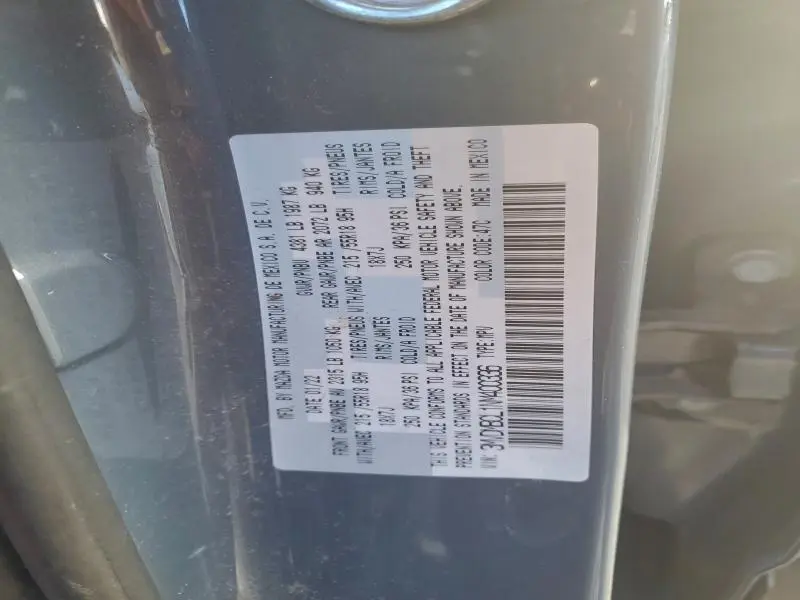 MFD. BY MAZDA MOTOR MANUFACTURING DE MEXICO S.A. DE C.V.
DATE 01/22 GVWR/PNBV 4381 LB 1987 KG
FRONT GAWR/PNBE AV 2315 LB 1050 KG REAR GAWR/PNBE AR 2072 LB 940 KG
WITH/AVEC 215 /55R18 95H TIRES/PNEUS WITH/AVEC 215 /55R18 95H TIRES/PNEUS
18X7J RIMS/JANTES 18X7J RIMS/JANTES
250 KPA/36 PSI COLD/A FROID 250 KPA/36 PSI COLD/A FROID
THIS VEHICLE CONFORMS TO ALL APPLICABLE FEDERAL MOTOR VEHICLE SAFETY AND THEFT
PREVENTION STANDARDS IN EFFECT ON THE DATE OF MANUFACTURE SHOWN ABOVE.
VIN: TYPE:MPV COLOR CODE:47C MADE IN MEXICO